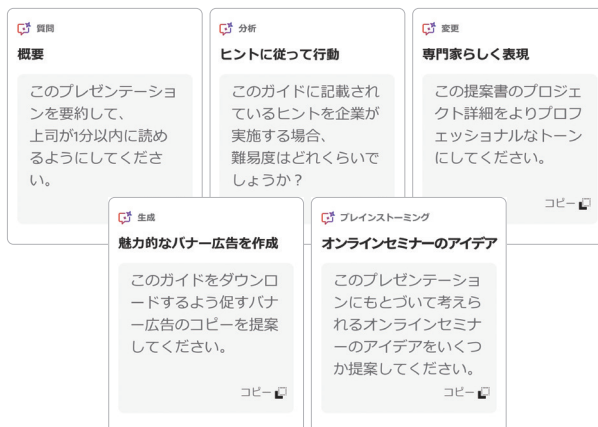 質問
概要
このプレゼンテーショ
ンを要約して、
上司が1分以内に読め
るようにしてくださ
い。
分析
ヒントに従って行動
このガイドに記載され
ているヒントを企業が
実施する場合、
難易度はどれくらいで
しょうか？
変更
専門家らしく表現
この提案書のプロジェ
クト詳細をよりプロフ
ェッショナルなトーン
にしてください。
コピー
生成
魅力的なバナー広告を作成
このガイドをダウンロ
ードするよう促すバナ
ー広告のコピーを提案
してください。
コピー
ブレインストーミング
オンラインセミナーのアイデア
このプレゼンテーショ
ンにもとづいて考えら
れるオンラインセミナ
ーのアイデアをいくつ
か提案してください。
コピー